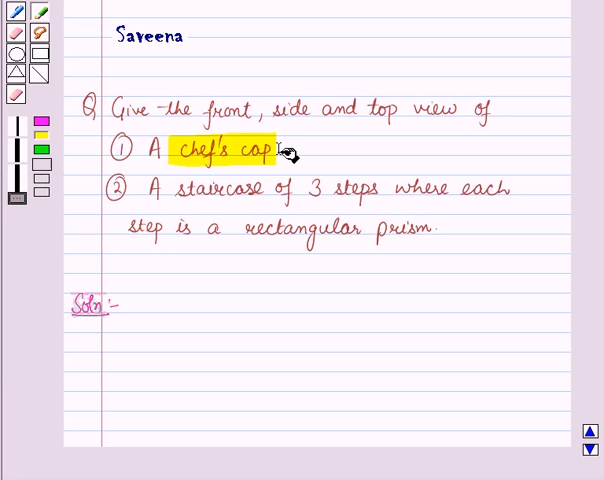 Saveena
Q Give the front, side and top view of
① A chef's cap
② A staircase of 3 steps where each
step is a rectangular prism.
Soln:-